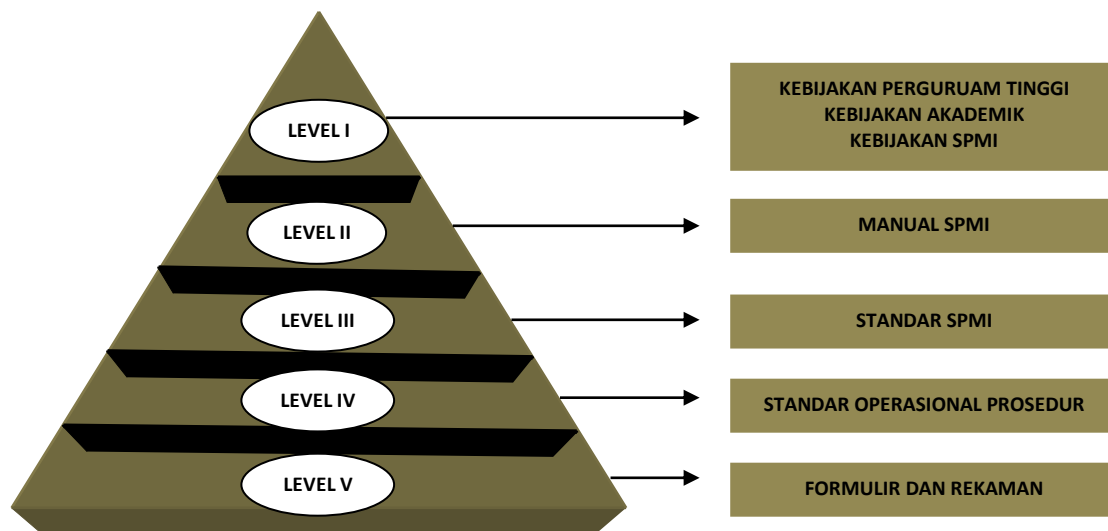 LEVEL I
KEBIJAKAN PERGURUAM TINGGI
KEBIJAKAN AKADEMIK
KEBIJAKAN SPMI
LEVEL II
MANUAL SPMI
LEVEL III
STANDAR SPMI
LEVEL IV
STANDAR OPERASIONAL PROSEDUR
LEVEL V
FORMULIR DAN REKAMAN